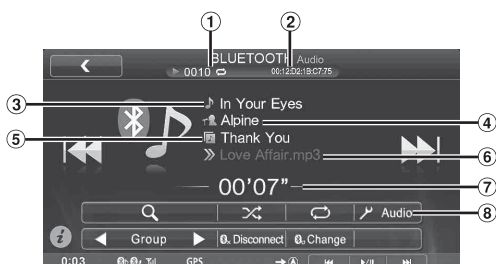 ① ②
BLUETOOTH Audio
0010 00:12:D2:1B:C7:75
③ In Your Eyes
Alpine ④
⑤ Thank You
Love Affair.mp3 ⑥
00'07" ⑦
Audio ⑧
i Group Disconnect Change
0:03 GPS A